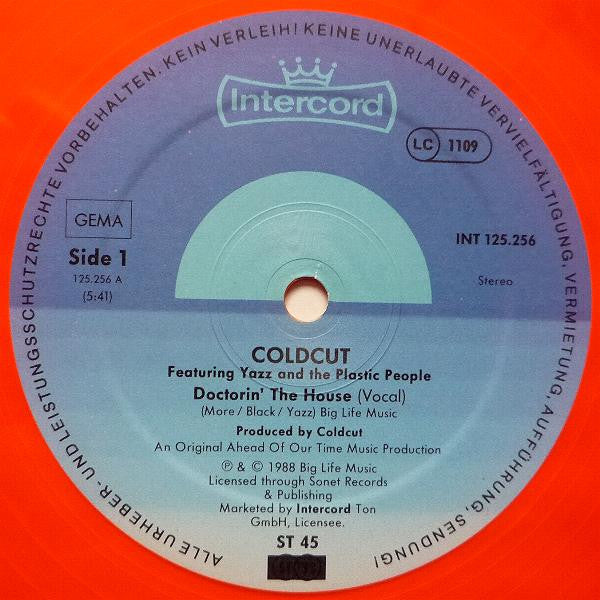 ALLE URHEBER- UND LEISTUNGSSCHUTZRECHTE VORBEHALTEN. KEIN VERLEIH! KEINE UNERLAUBTE VERVIELFÄLTIGUNG, VERMIETUNG, AUFFÜHRUNG, SENDUNG!
Intercord
LC 1109
GEMA
Side 1
125.256 A
(5:41)
INT 125.256
Stereo
COLDCUT
Featuring Yazz and the Plastic People
Doctorin' The House (Vocal)
(More / Black / Yazz) Big Life Music
Produced by Coldcut
An Original Ahead Of Our Time Music Production
℗ & © 1988 Big Life Music
Licensed through Sonet Records
& Publishing
Marketed by Intercord Ton
GmbH, Licensee.
ST 45